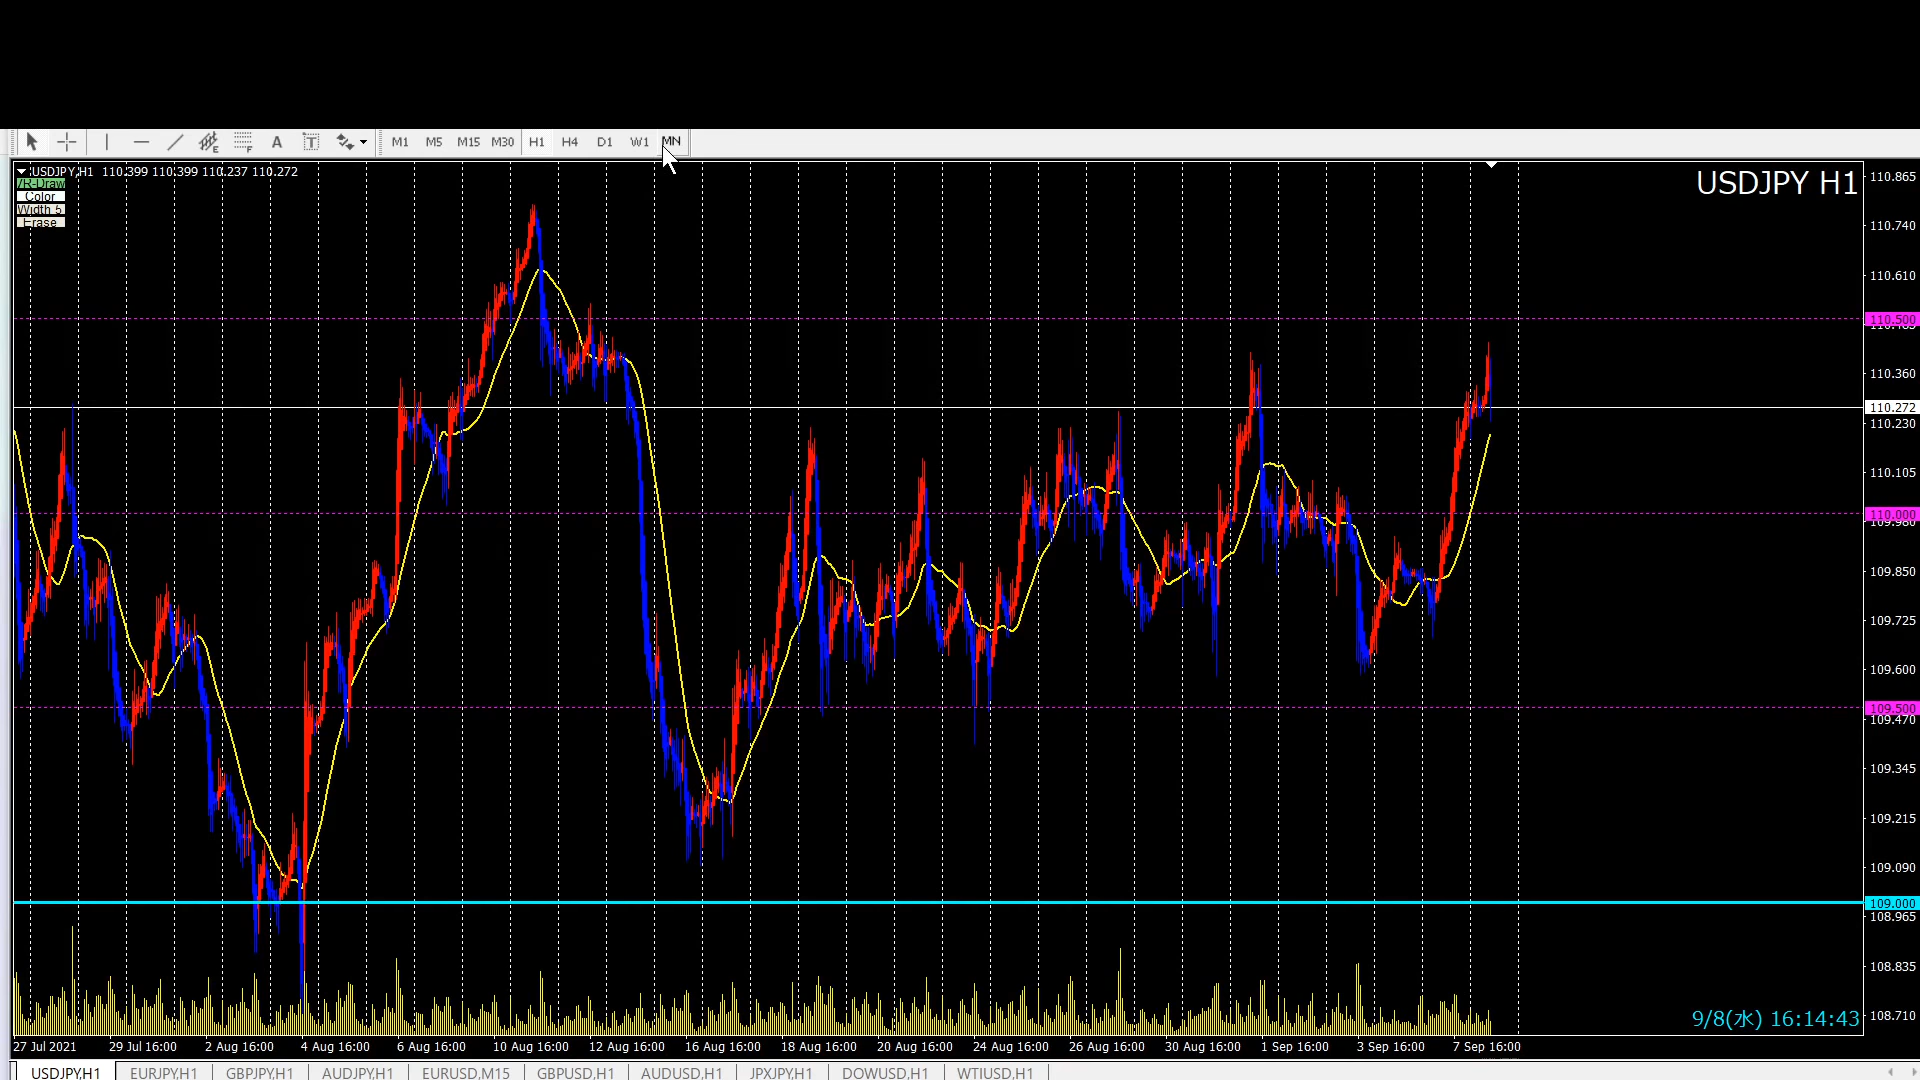 M1 M5 M15 M30 H1 H4 D1 W1 MN
USDJPY,H1 110.399 110.399 110.237 110.272
USDJPY H1
Color
Width 5
Erase
110.865
110.740
110.610
110.500
110.360
110.272
110.230
110.105
110.000
109.980
109.850
109.725
109.600
109.500
109.470
109.345
109.215
109.090
109.000
108.965
108.835
108.710
9/8(水) 16:14:43
27 Jul 2021 29 Jul 16:00 2 Aug 16:00 4 Aug 16:00 6 Aug 16:00 10 Aug 16:00 12 Aug 16:00 16 Aug 16:00 18 Aug 16:00 20 Aug 16:00 24 Aug 16:00 26 Aug 16:00 30 Aug 16:00 1 Sep 16:00 3 Sep 16:00 7 Sep 16:00
USDJPY,H1 EURJPY,H1 GBPJPY,H1 AUDJPY,H1 EURUSD,M15 GBPUSD,H1 AUDUSD,H1 JPXJPY,H1 DOWUSD,H1 WTIUSD,H1